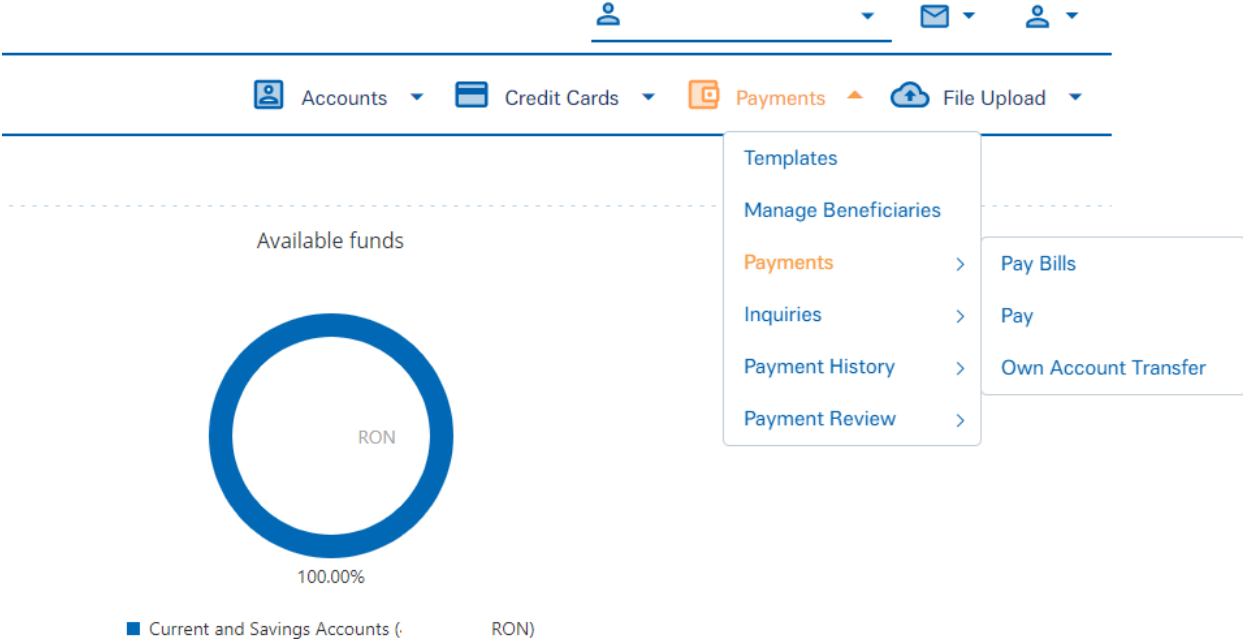 Accounts Credit Cards Payments File Upload
Templates
Manage Beneficiaries
Payments
Inquiries
Payment History
Payment Review
Pay Bills
Pay
Own Account Transfer
Available funds
RON
100.00%
Current and Savings Accounts ( RON)